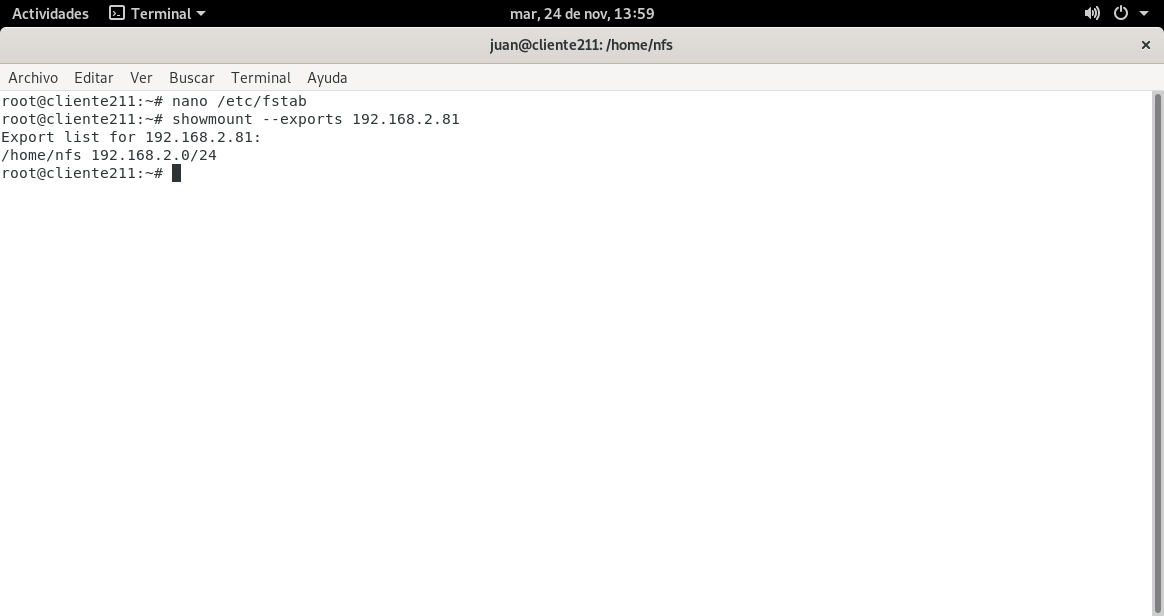 Actividades Terminal mar, 24 de nov, 13:59
juan@cliente211: /home/nfs
Archivo Editar Ver Buscar Terminal Ayuda
root@cliente211:~# nano /etc/fstab
root@cliente211:~# showmount --exports 192.168.2.81
Export list for 192.168.2.81:
/home/nfs 192.168.2.0/24
root@cliente211:~#